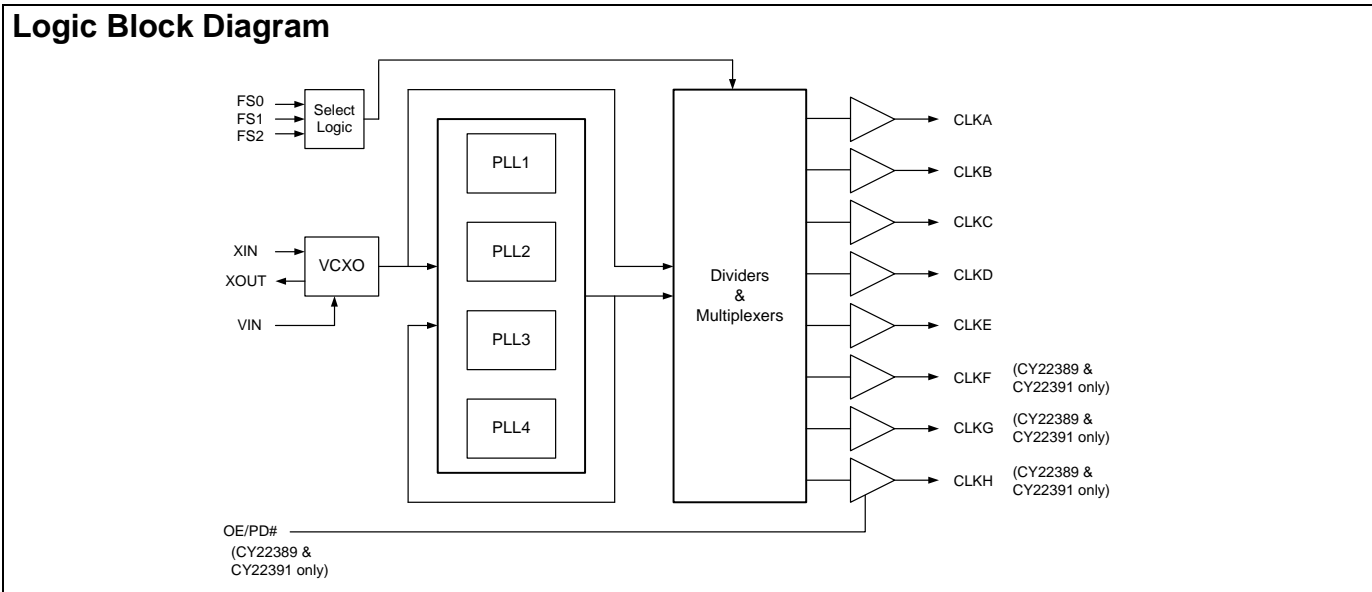 Logic Block Diagram
FS0
FS1
FS2
Select
Logic
XIN
XOUT
VIN
VCXO
PLL1
PLL2
PLL3
PLL4
Dividers
&
Multiplexers
CLKA
CLKB
CLKC
CLKD
CLKE
CLKF
(CY22389 &
CY22391 only)
CLKG
(CY22389 &
CY22391 only)
CLKH
(CY22389 &
CY22391 only)
OE/PD#
(CY22389 &
CY22391 only)